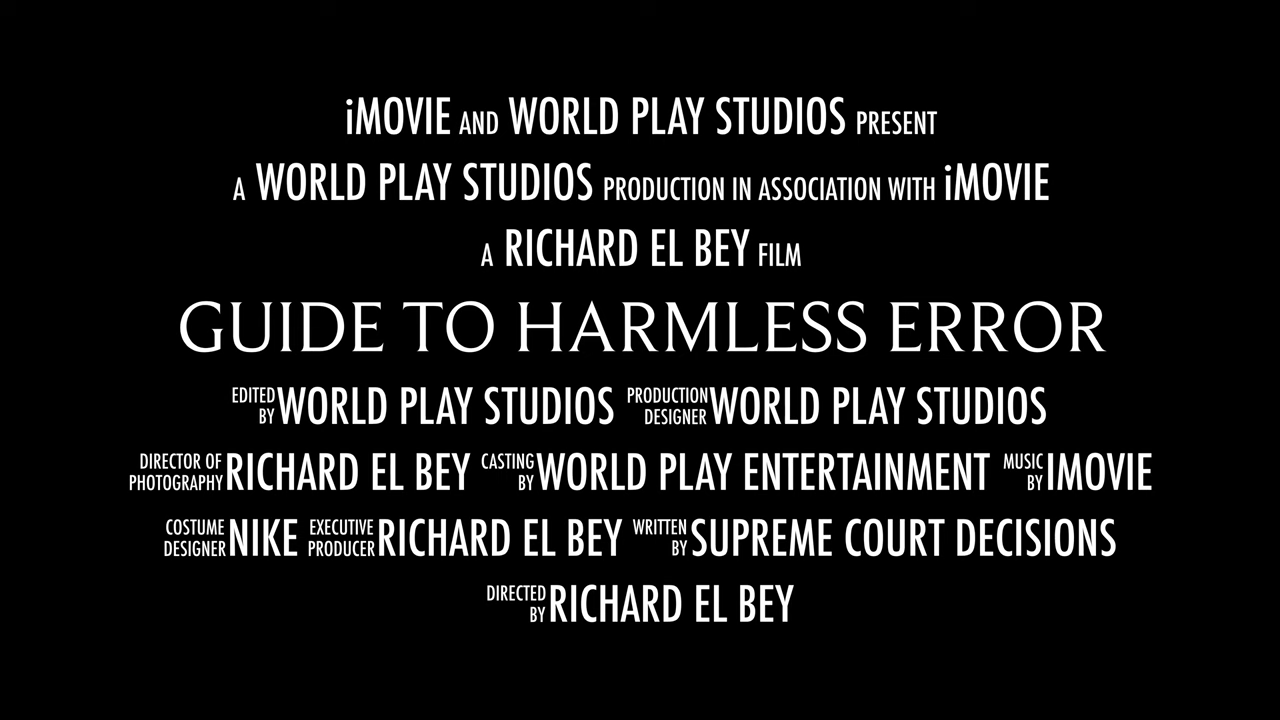 iMOVIE AND WORLD PLAY STUDIOS PRESENT
A WORLD PLAY STUDIOS PRODUCTION IN ASSOCIATION WITH iMOVIE
A RICHARD EL BEY FILM
GUIDE TO HARMLESS ERROR
EDITED BY WORLD PLAY STUDIOS PRODUCTION DESIGNER WORLD PLAY STUDIOS
DIRECTOR OF PHOTOGRAPHY RICHARD EL BEY CASTING BY WORLD PLAY ENTERTAINMENT MUSIC BY IMOVIE
COSTUME DESIGNER NIKE EXECUTIVE PRODUCER RICHARD EL BEY WRITTEN BY SUPREME COURT DECISIONS
DIRECTED BY RICHARD EL BEY